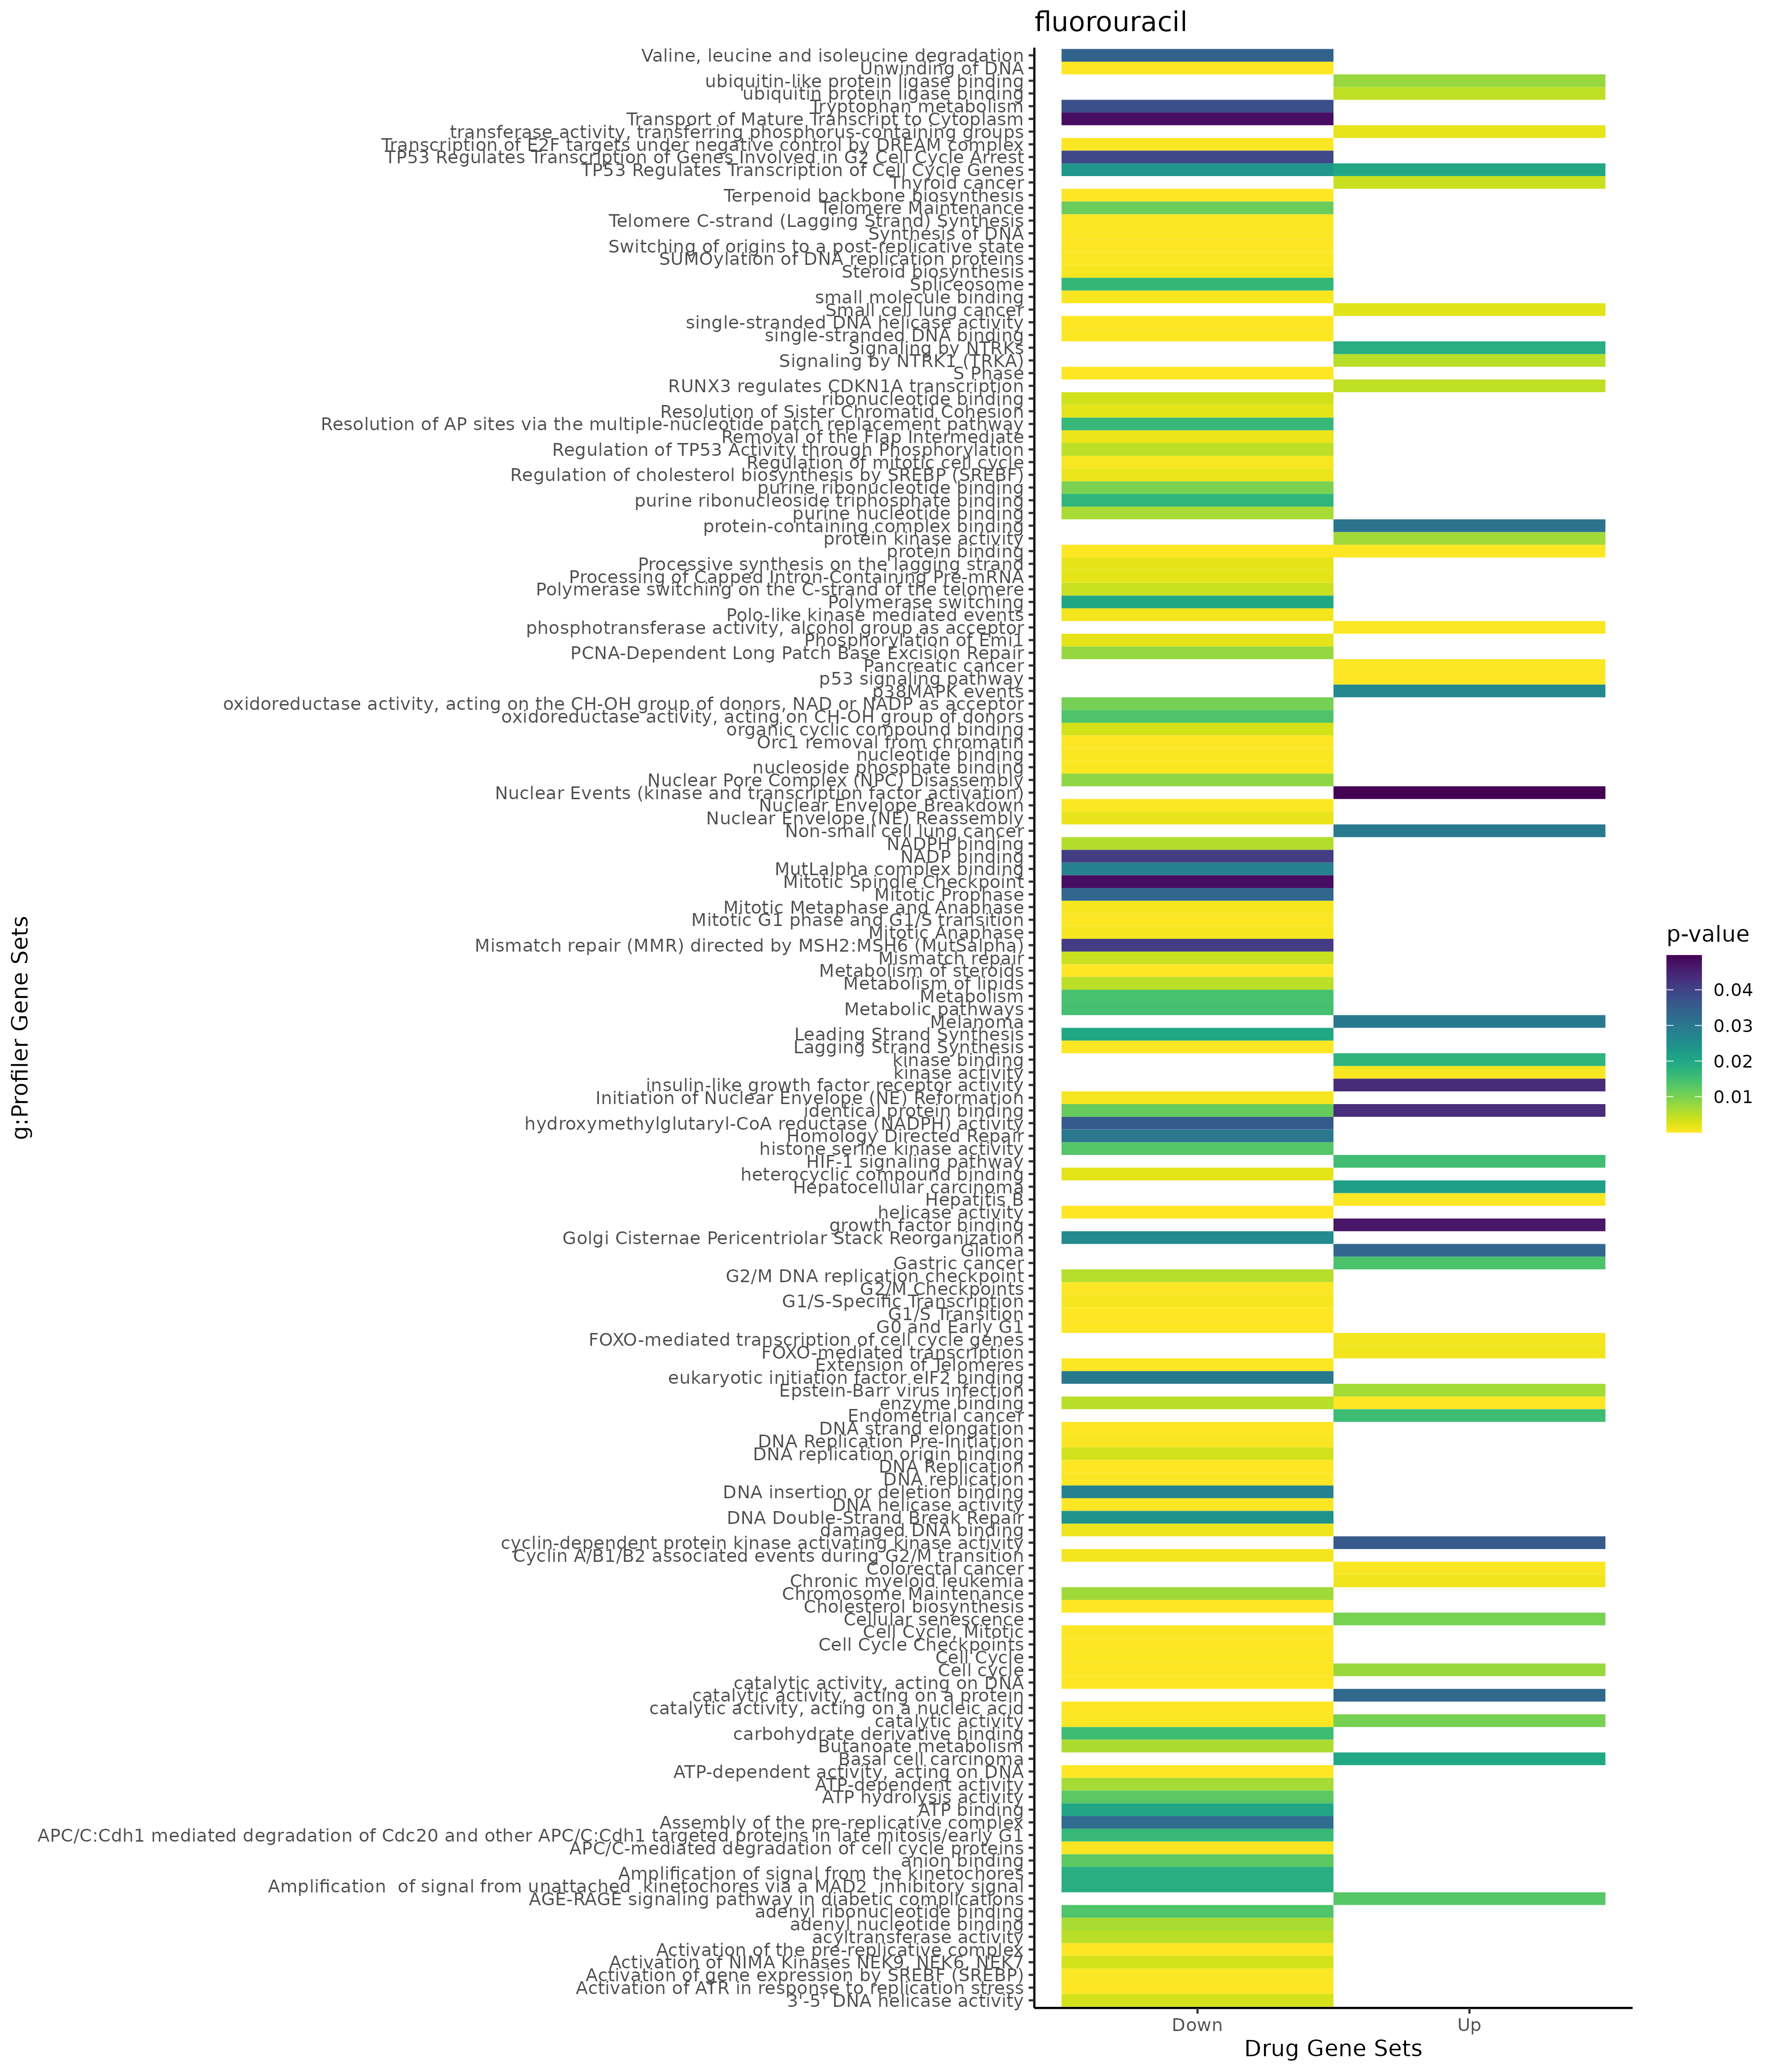 fluorouracil
Valine, leucine and isoleucine degradation
Unwinding of DNA
ubiquitin-like protein ligase binding
ubiquitin protein ligase binding
Tryptophan metabolism
Transport of Mature Transcript to Cytoplasm
transferase activity, transferring phosphorus-containing groups
Transcription of E2F targets under negative control by DREAM complex
TP53 Regulates Transcription of Genes Involved in G2 Cell Cycle Arrest
TP53 Regulates Transcription of Cell Cycle Genes
Thyroid cancer
Terpenoid backbone biosynthesis
Telomere Maintenance
Telomere C-strand (Lagging Strand) Synthesis
Synthesis of DNA
Switching of origins to a post-replicative state
SUMOylation of DNA replication proteins
Steroid biosynthesis
Spliceosome
small molecule binding
Small cell lung cancer
single-stranded DNA helicase activity
single-stranded DNA binding
Signaling by NTRKs
Signaling by NTRK1 (TRKA)
S Phase
RUNX3 regulates CDKN1A transcription
ribonucleotide binding
Resolution of Sister Chromatid Cohesion
Resolution of AP sites via the multiple-nucleotide patch replacement pathway
Removal of the Flap Intermediate
Regulation of TP53 Activity through Phosphorylation
Regulation of mitotic cell cycle
Regulation of cholesterol biosynthesis by SREBP (SREBF)
purine ribonucleotide binding
purine ribonucleoside triphosphate binding
purine nucleotide binding
protein-containing complex binding
protein kinase activity
protein binding
Processive synthesis on the lagging strand
Processing of Capped Intron-Containing Pre-mRNA
Polymerase switching on the C-strand of the telomere
Polymerase switching
Polo-like kinase mediated events
phosphotransferase activity, alcohol group as acceptor
Phosphorylation of Emi1
PCNA-Dependent Long Patch Base Excision Repair
Pancreatic cancer
p53 signaling pathway
p38MAPK events
oxidoreductase activity, acting on the CH-OH group of donors, NAD or NADP as acceptor
oxidoreductase activity, acting on CH-OH group of donors
organic cyclic compound binding
Orc1 removal from chromatin
nucleotide binding
nucleoside phosphate binding
Nuclear Pore Complex (NPC) Disassembly
Nuclear Events (kinase and transcription factor activation)
Nuclear Envelope Breakdown
Nuclear Envelope (NE) Reassembly
Non-small cell lung cancer
NADPH binding
NADP binding
MutLalpha complex binding
Mitotic Spindle Checkpoint
Mitotic Prophase
Mitotic Metaphase and Anaphase
Mitotic G1 phase and G1/S transition
Mitotic Anaphase
Mismatch repair (MMR) directed by MSH2:MSH6 (MutSalpha)
Mismatch repair
Metabolism of steroids
Metabolism of lipids
Metabolism
Metabolic pathways
Melanoma
Leading Strand Synthesis
Lagging Strand Synthesis
kinase binding
kinase activity
insulin-like growth factor receptor activity
Initiation of Nuclear Envelope (NE) Reformation
identical protein binding
hydroxymethylglutaryl-CoA reductase (NADPH) activity
Homology Directed Repair
histone serine kinase activity
HIF-1 signaling pathway
heterocyclic compound binding
Hepatocellular carcinoma
Hepatitis B
helicase activity
growth factor binding
Golgi Cisternae Pericentriolar Stack Reorganization
Glioma
Gastric cancer
G2/M DNA replication checkpoint
G2/M Checkpoints
G1/S-Specific Transcription
G1/S Transition
G0 and Early G1
FOXO-mediated transcription of cell cycle genes
FOXO-mediated transcription
Extension of Telomeres
eukaryotic initiation factor eIF2 binding
Epstein-Barr virus infection
enzyme binding
Endometrial cancer
DNA strand elongation
DNA Replication Pre-Initiation
DNA replication origin binding
DNA Replication
DNA replication
DNA insertion or deletion binding
DNA helicase activity
DNA Double-Strand Break Repair
damaged DNA binding
cyclin-dependent protein kinase activating kinase activity
Cyclin A/B1/B2 associated events during G2/M transition
Colorectal cancer
Chronic myeloid leukemia
Chromosome Maintenance
Cholesterol biosynthesis
Cellular senescence
Cell Cycle, Mitotic
Cell Cycle Checkpoints
Cell Cycle
Cell cycle
catalytic activity, acting on DNA
catalytic activity, acting on a protein
catalytic activity, acting on a nucleic acid
catalytic activity
carbohydrate derivative binding
Butanoate metabolism
Basal cell carcinoma
ATP-dependent activity, acting on DNA
ATP-dependent activity
ATP hydrolysis activity
ATP binding
Assembly of the pre-replicative complex
APC/C:Cdh1 mediated degradation of Cdc20 and other APC/C:Cdh1 targeted proteins in late mitosis/early G1
APC/C-mediated degradation of cell cycle proteins
anion binding
Amplification of signal from the kinetochores
Amplification  of signal from unattached  kinetochores via a MAD2  inhibitory signal
AGE-RAGE signaling pathway in diabetic complications
adenyl ribonucleotide binding
adenyl nucleotide binding
acyltransferase activity
Activation of the pre-replicative complex
Activation of NIMA Kinases NEK9, NEK6, NEK7
Activation of gene expression by SREBF (SREBP)
Activation of ATR in response to replication stress
3'-5' DNA helicase activity
Down
Up
Drug Gene Sets
g:Profiler Gene Sets
p-value
0.04
0.03
0.02
0.01